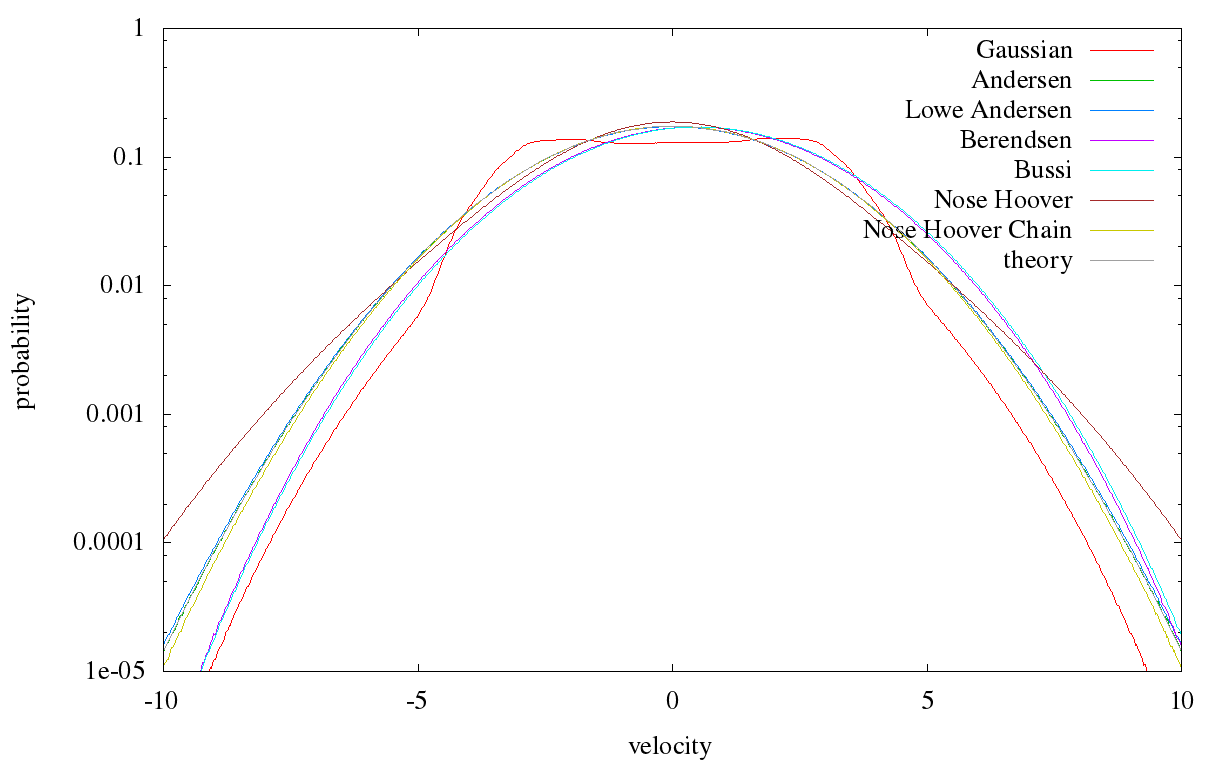 1
0.1
0.01
0.001
0.0001
1e-05
-10
-5
0
5
10
probability
velocity
Gaussian
Andersen
Lowe Andersen
Berendsen
Bussi
Nose Hoover
Nose Hoover Chain
theory